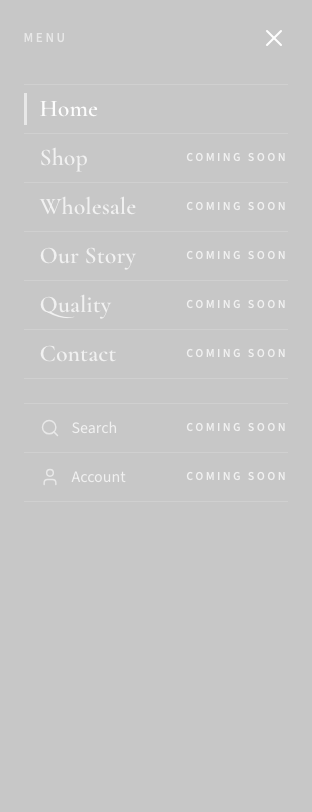 MENU
Home
Shop COMING SOON
Wholesale COMING SOON
Our Story COMING SOON
Quality COMING SOON
Contact COMING SOON
Search COMING SOON
Account COMING SOON